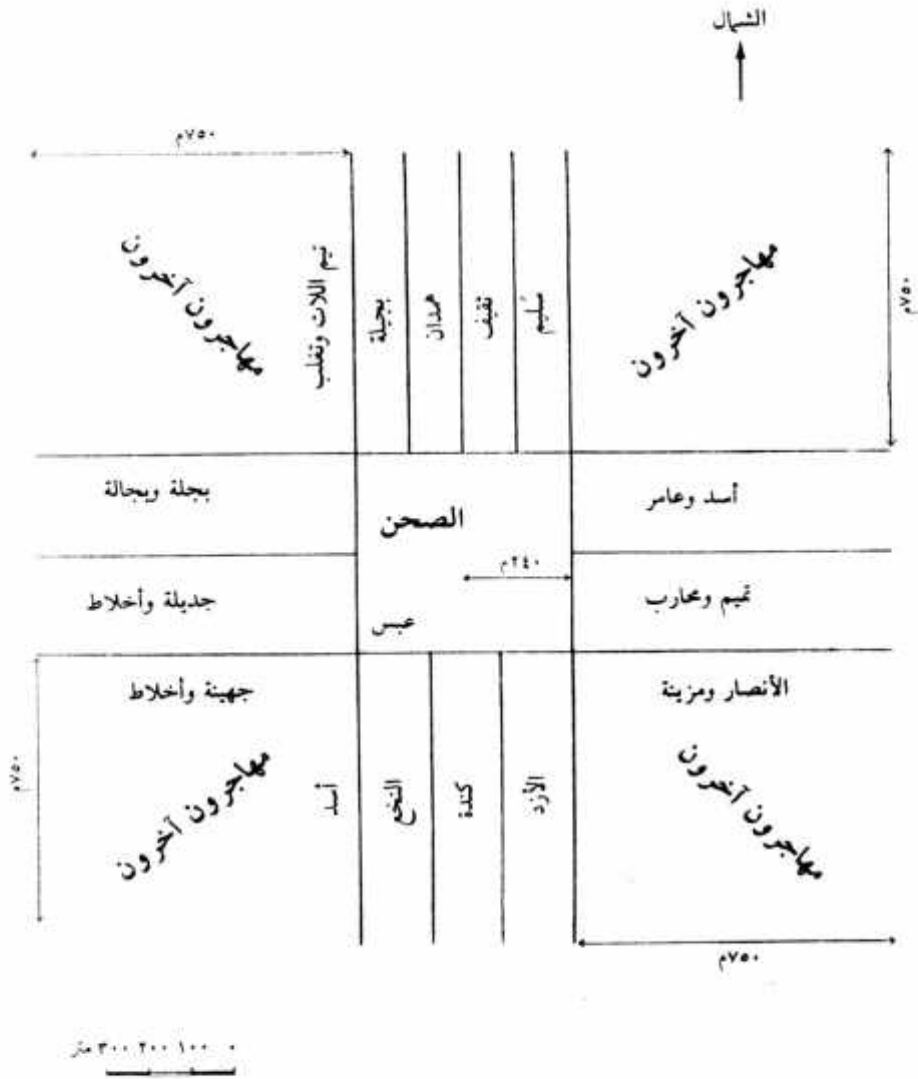 الشمال
٧٥٠م
مهاجرون آخرون
سُليم
ثقيف
همدان
بجيلة
تيم اللات وتغلب
مهاجرون آخرون
٧٥٠م
أسد وعامر
الصحن
بجلة وبجالة
٢٤٠م
تميم ومحارب
عبس
جديلة وأخلاط
الأنصار ومزينة
جهينة وأخلاط
مهاجرون آخرون
الأزد
كندة
النخع
أسد
مهاجرون آخرون
٧٥٠م
٧٥٠م
٠ ١٠٠ ٢٠٠ ٣٠٠ متر